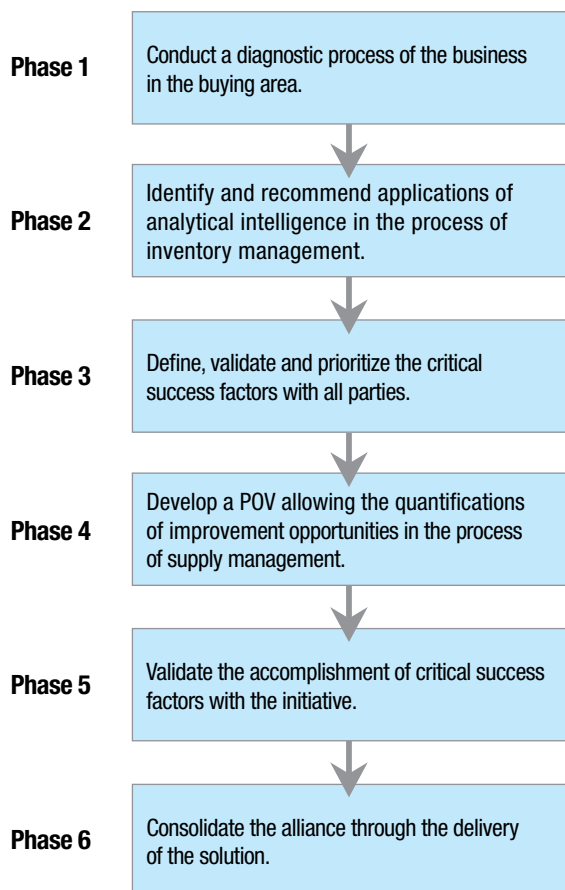 Phase 1
Conduct a diagnostic process of the business
in the buying area.
Phase 2
Identify and recommend applications of
analytical intelligence in the process of
inventory management.
Phase 3
Define, validate and prioritize the critical
success factors with all parties.
Phase 4
Develop a POV allowing the quantifications
of improvement opportunities in the process
of supply management.
Phase 5
Validate the accomplishment of critical success
factors with the initiative.
Phase 6
Consolidate the alliance through the delivery
of the solution.